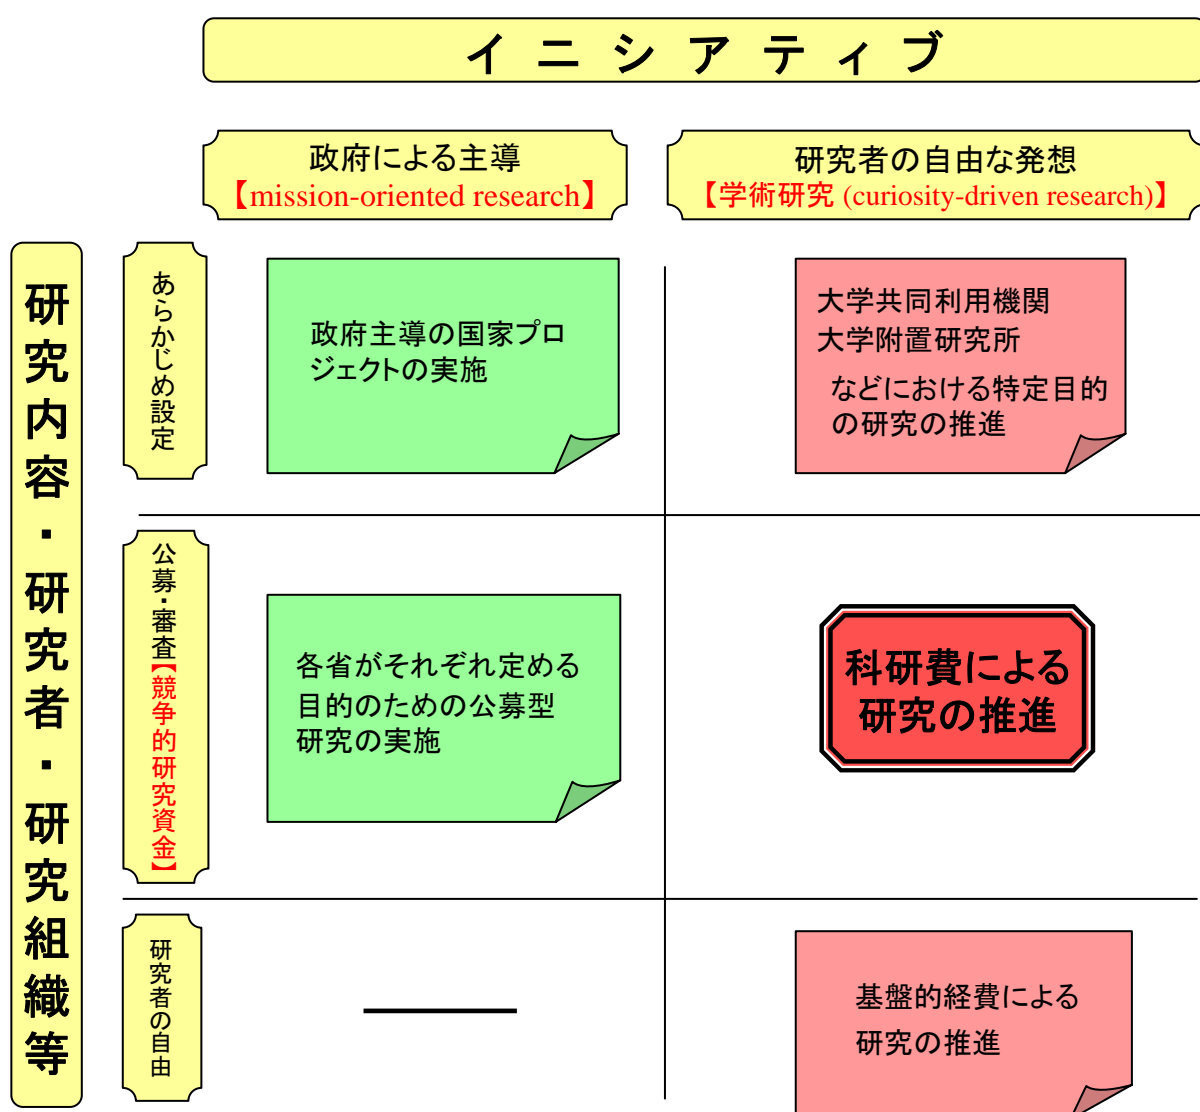 イニシアティブ
政府による主導
【mission-oriented research】
研究者の自由な発想
【学術研究 (curiosity-driven research)】
研究内容・研究者・研究組織等
あらかじめ設定
政府主導の国家プロ
ジェクトの実施
大学共同利用機関
大学附置研究所
などにおける特定目的
の研究の推進
公募・審査【競争的研究資金】
各省がそれぞれ定める
目的のための公募型
研究の実施
科研費による
研究の推進
研究者の自由
基盤的経費による
研究の推進